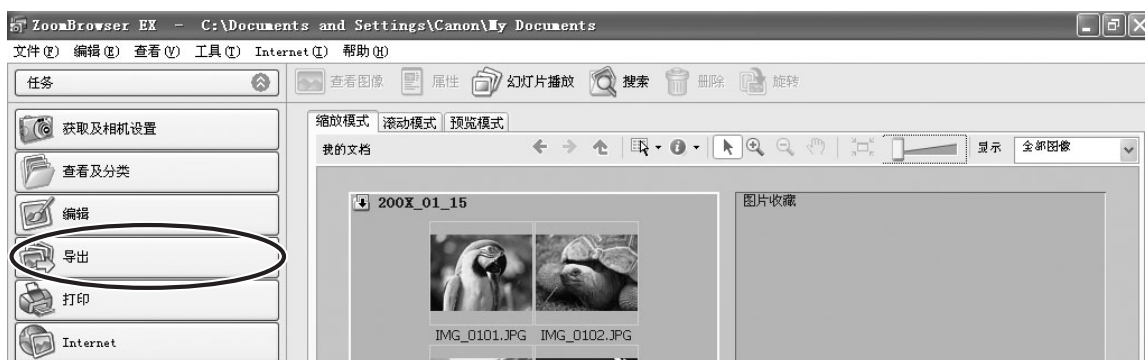 ZoomBrowser EX - C:\Documents and Settings\Canon\My Documents
文件(F) 编辑(E) 查看(V) 工具(T) Internet(I) 帮助(H)
任务 查看图像 属性 幻灯片播放 搜索 删除 旋转
获取及相机设置
查看及分类
编辑
导出
打印
Internet
缩放模式 滚动模式 预览模式
我的文档 显示 全部图像
200X_01_15 图片收藏
IMG_0101.JPG IMG_0102.JPG